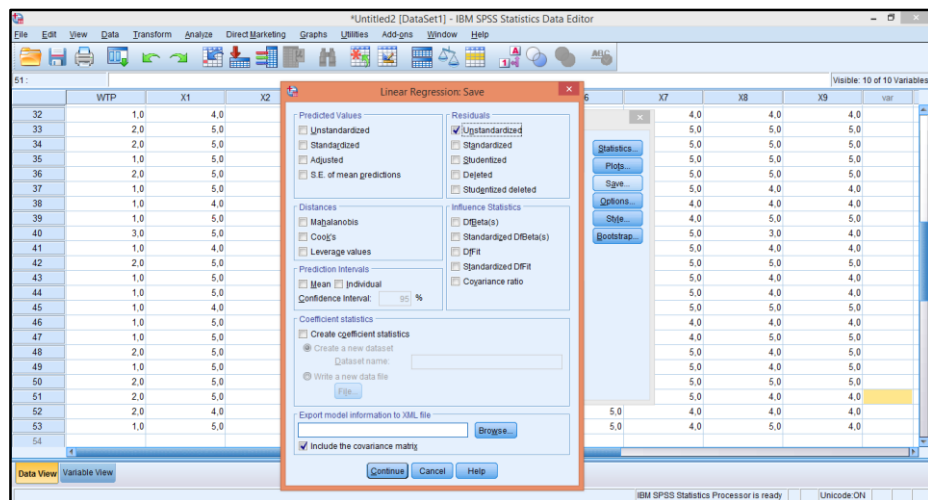 *Untitled2 [DataSet1] - IBM SPSS Statistics Data Editor
File Edit View Data Transform Analyze Direct Marketing Graphs Utilities Add-ons Window Help
51 : Visible: 10 of 10 Variables
WTP X1 X2 6 X7 X8 X9 var
32 1,0 4,0 4,0 4,0 4,0
33 2,0 5,0 5,0 5,0 5,0
34 2,0 5,0 5,0 5,0 5,0
35 1,0 5,0 4,0 4,0 4,0
36 2,0 5,0 5,0 5,0 5,0
37 1,0 5,0 5,0 4,0 4,0
38 1,0 4,0 4,0 4,0 4,0
39 1,0 5,0 5,0 5,0 5,0
40 3,0 5,0 5,0 3,0 4,0
41 1,0 4,0 4,0 4,0 4,0
42 2,0 5,0 5,0 5,0 5,0
43 1,0 5,0 4,0 4,0 4,0
44 1,0 5,0 4,0 4,0 4,0
45 1,0 4,0 5,0 5,0 5,0
46 1,0 5,0 4,0 4,0 4,0
47 1,0 5,0 4,0 4,0 4,0
48 2,0 5,0 5,0 4,0 5,0
49 1,0 5,0 5,0 5,0 5,0
50 2,0 5,0 5,0 5,0 4,0
51 2,0 5,0 5,0 4,0 4,0
52 2,0 4,0 5,0 4,0 4,0 4,0
53 1,0 5,0 5,0 4,0 5,0 4,0
54
Linear Regression: Save
Predicted Values
Unstandardized
Standardized
Adjusted
S.E. of mean predictions
Residuals
Unstandardized
Standardized
Studentized
Deleted
Studentized deleted
Distances
Mahalanobis
Cook's
Leverage values
Influence Statistics
DfBeta(s)
Standardized DfBeta(s)
DfFit
Standardized DfFit
Covariance ratio
Prediction Intervals
Mean Individual
Confidence Interval: 95 %
Coefficient statistics
Create coefficient statistics
Create a new dataset
Dataset name:
Write a new data file
File...
Export model information to XML file
Browse...
Include the covariance matrix
Continue Cancel Help
Statistics...
Plots...
Save...
Options...
Style...
Bootstrap...
Data View Variable View
IBM SPSS Statistics Processor is ready Unicode:ON